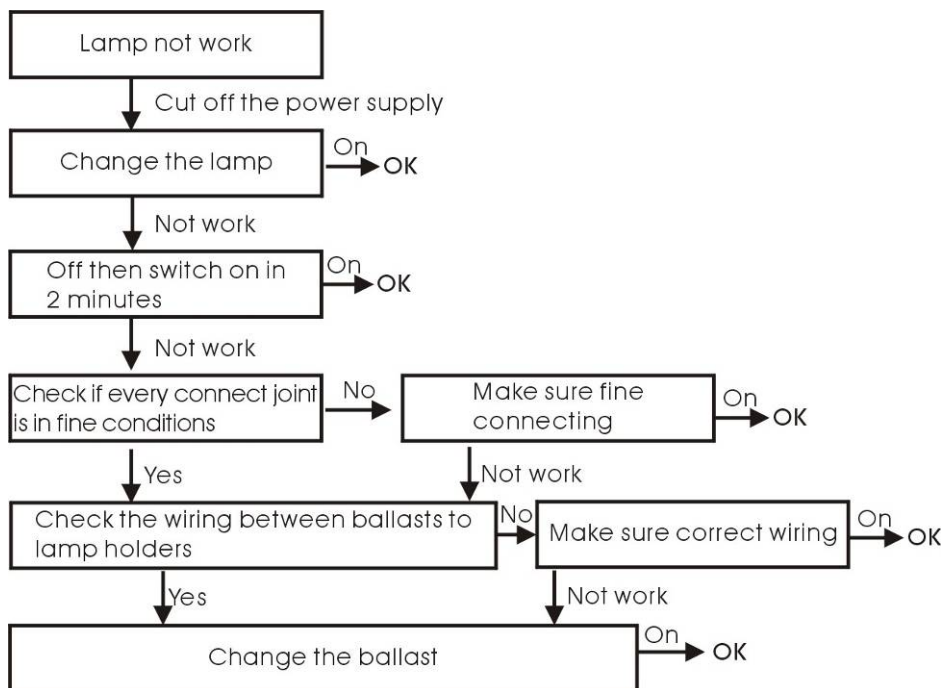 Lamp not work
Cut off the power supply
Change the lamp
On
OK
Not work
Off then switch on in
2 minutes
On
OK
Not work
Check if every connect joint
is in fine conditions
No
Make sure fine
connecting
On
OK
Yes
Not work
Check the wiring between ballasts to
lamp holders
No
Make sure correct wiring
On
OK
Yes
Not work
Change the ballast
On
OK